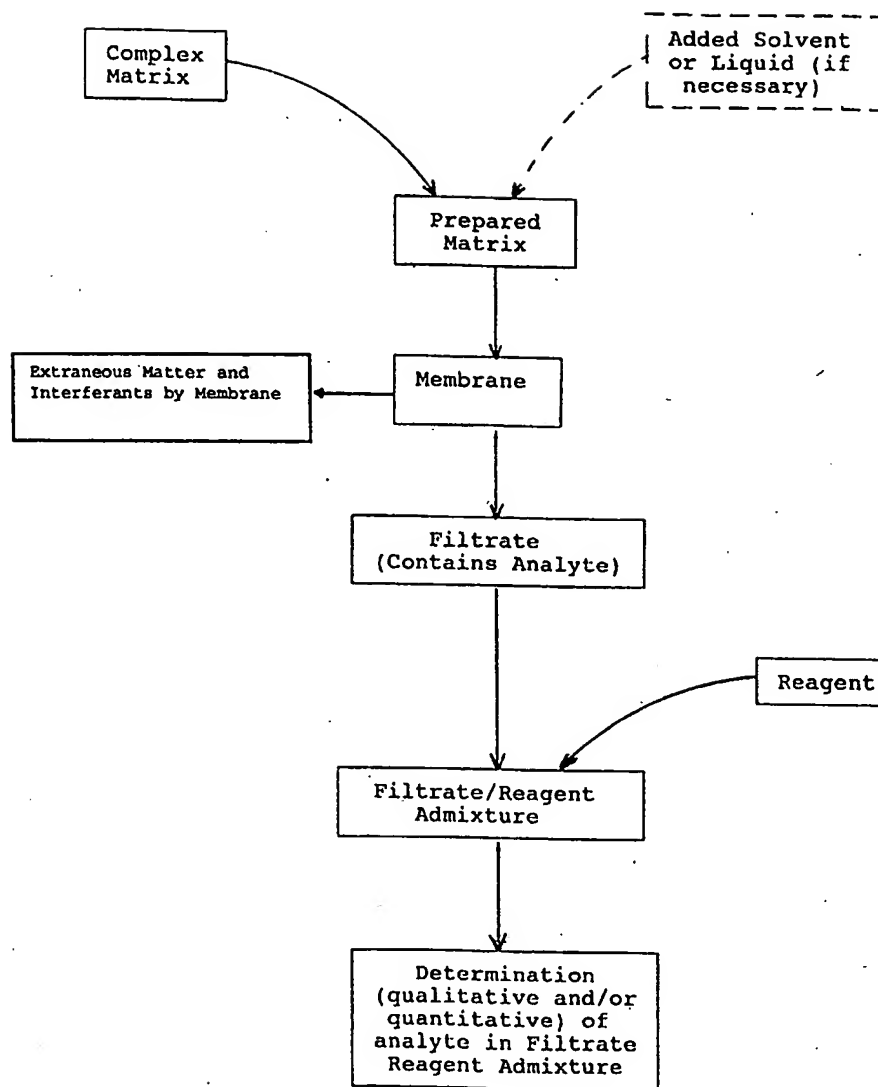 Complex
Matrix
Added Solvent
or Liquid (if
necessary)
Prepared
Matrix
Extraneous Matter and
Interferants by Membrane
Membrane
Filtrate
(Contains Analyte)
Reagent
Filtrate/Reagent
Admixture
Determination
(qualitative and/or
quantitative) of
analyte in Filtrate
Reagent Admixture